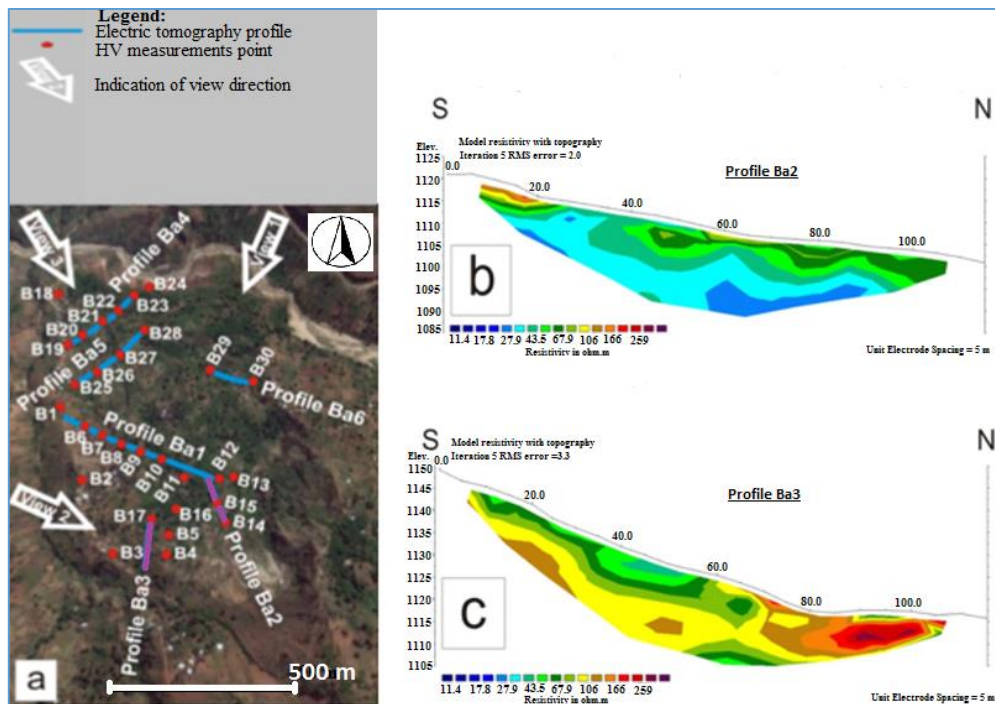 Legend:
Electric tomography profile
HV measurements point
Indication of view direction
View 3
View 1
Profile Ba4
B18
B24
B22
B23
B21
B20
B19
B28
B27
Profile Ba5
B26
B25
B29
B30
Profile Ba6
B1
Profile Ba1
B6
B7
B8
B9
B10
B11
B12
B13
B2
B15
B16
B14
View 2
B17
B5
B3
B4
Profile Ba3
Profile Ba2
a
500 m
S
N
Elev.
Model resistivity with topography
Iteration 5 RMS error = 2.0
Profile Ba2
1125
1120
1115
1110
1105
1100
1095
1090
1085
0.0
20.0
40.0
60.0
80.0
100.0
b
11.4 17.8 27.9 43.5 67.9 106 166 259
Resistivity in ohm.m
Unit Electrode Spacing = 5 m
S
N
Elev.
Model resistivity with topography
Iteration 5 RMS error =3.3
Profile Ba3
1150
1140
1135
1130
1125
1120
1115
1110
1105
0.0
20.0
40.0
60.0
80.0
100.0
c
11.4 17.8 27.9 43.5 67.9 106 166 259
Resistivity in ohm.m
Unit Electrode Spacing = 5 m